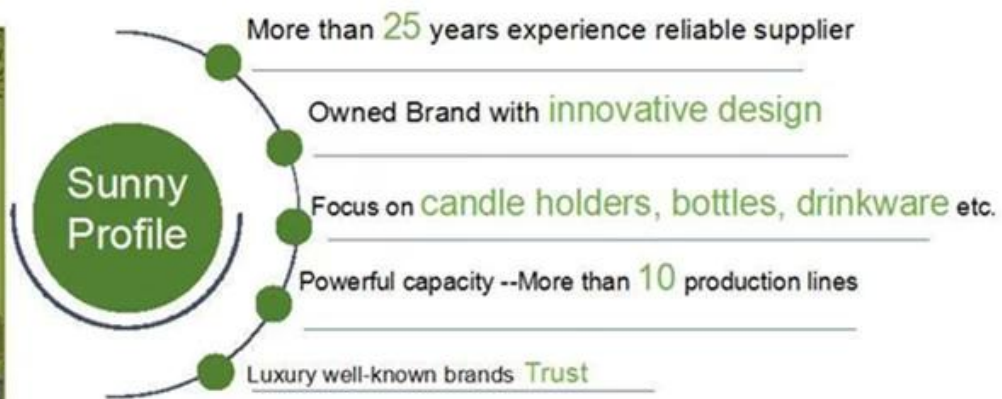 More than 25 years experience reliable supplier
Owned Brand with innovative design
Sunny
Profile
Focus on candle holders, bottles, drinkware etc.
Powerful capacity --More than 10 production lines
Luxury well-known brands Trust